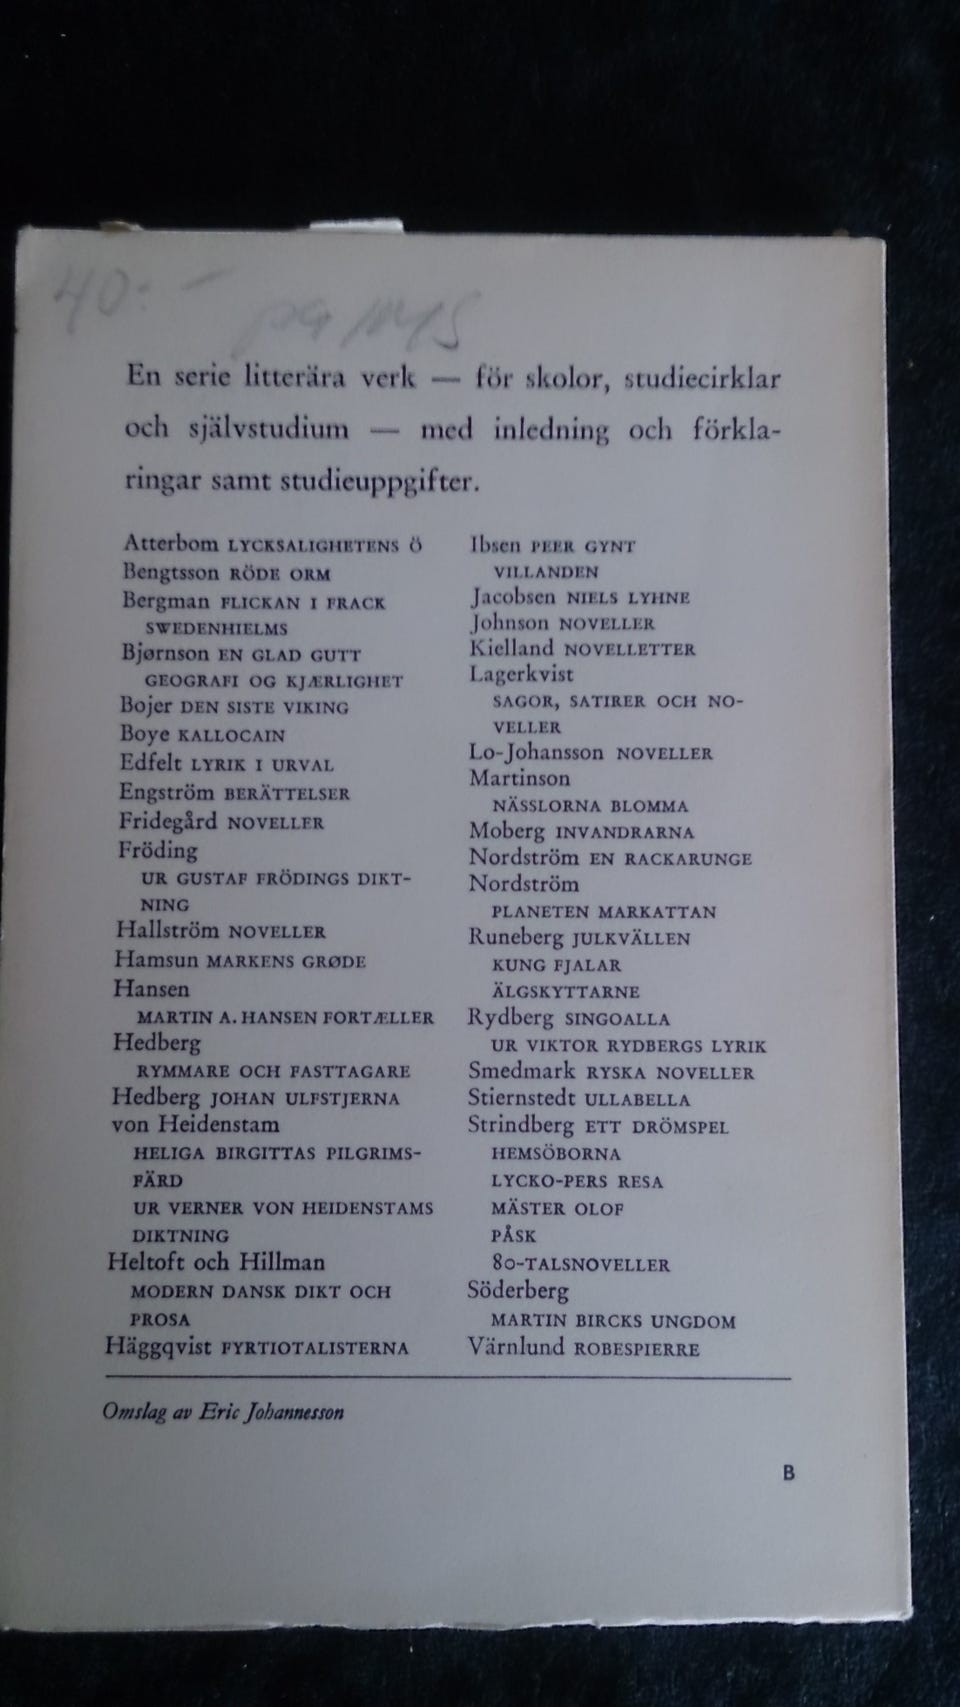 40:-
En serie litterära verk — för skolor, studiecirklar
och självstudium — med inledning och förkla-
ringar samt studieuppgifter.
Atterbom LYCKSALIGHETENS Ö
Bengtsson RÖDE ORM
Bergman FLICKAN I FRACK
SWEDENHIELMS
Bjørnson EN GLAD GUTT
GEOGRAFI OG KJÆRLIGHET
Bojer DEN SISTE VIKING
Boye KALLOCAIN
Edfelt LYRIK I URVAL
Engström BERÄTTELSER
Fridegård NOVELLER
Fröding
UR GUSTAF FRÖDINGS DIKT-
NING
Hallström NOVELLER
Hamsun MARKENS GRØDE
Hansen
MARTIN A. HANSEN FORTÆLLER
Hedberg
RYMMARE OCH FASTTAGARE
Hedberg JOHAN ULFSTJERNA
von Heidenstam
HELIGA BIRGITTAS PILGRIMS-
FÄRD
UR VERNER VON HEIDENSTAMS
DIKTNING
Heltoft och Hillman
MODERN DANSK DIKT OCH
PROSA
Häggqvist FYRTIOTALISTERNA
Ibsen PEER GYNT
VILLANDEN
Jacobsen NIELS LYHNE
Johnson NOVELLER
Kielland NOVELLETTER
Lagerkvist
SAGOR, SATIRER OCH NO-
VELLER
Lo-Johansson NOVELLER
Martinson
NÄSSLORNA BLOMMA
Moberg INVANDRARNA
Nordström EN RACKARUNGE
Nordström
PLANETEN MARKATTAN
Runeberg JULKVÄLLEN
KUNG FJALAR
ÄLGSKYTTARNE
Rydberg SINGOALLA
UR VIKTOR RYDBERGS LYRIK
Smedmark RYSKA NOVELLER
Stiernstedt ULLABELLA
Strindberg ETT DRÖMSPEL
HEMSÖBORNA
LYCKO-PERS RESA
MÄSTER OLOF
PÅSK
80-TALSNOVELLER
Söderberg
MARTIN BIRCKS UNGDOM
Värnlund ROBESPIERRE
Omslag av Eric Johannesson
B